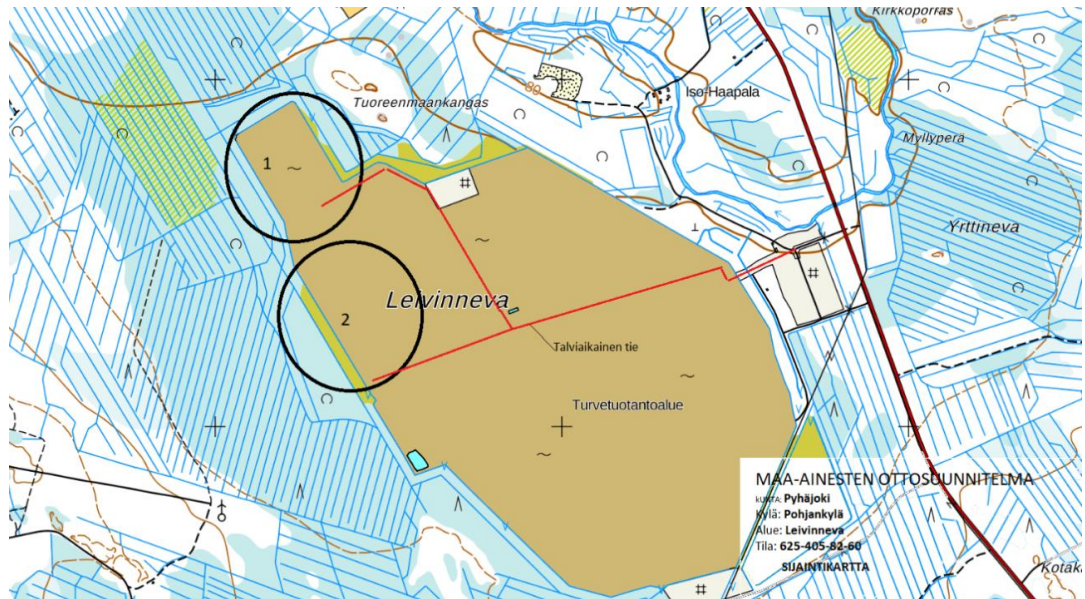 Kirkkoporras
Tuoreenmaankangas
80
Iso-Haapala
Myllyperä
1
Yrttineva
Leivinneva
2
Talviaikainen tie
Turvetuotantoalue
MAA-AINESTEN OTTOSUUNNITELMA
KUNTA: Pyhäjoki
Kylä: Pohjankylä
Alue: Leivinneva
Tila: 625-405-82-60
SIJAINTIKARTTA
Kotaka